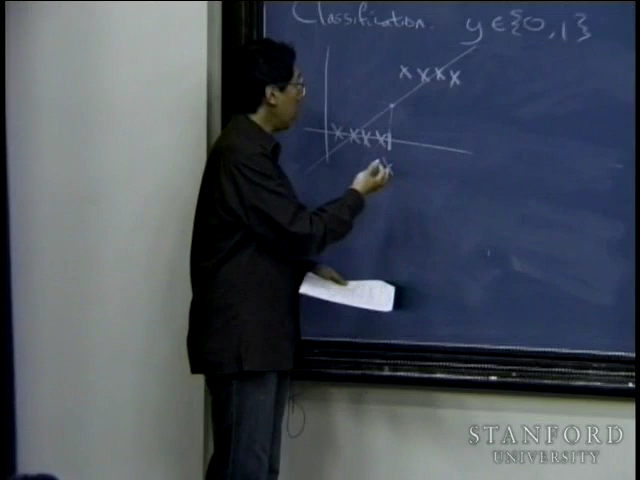 Classification. y ∈ {0, 1}
x x x x
x x x x
x
STANFORD
UNIVERSITY